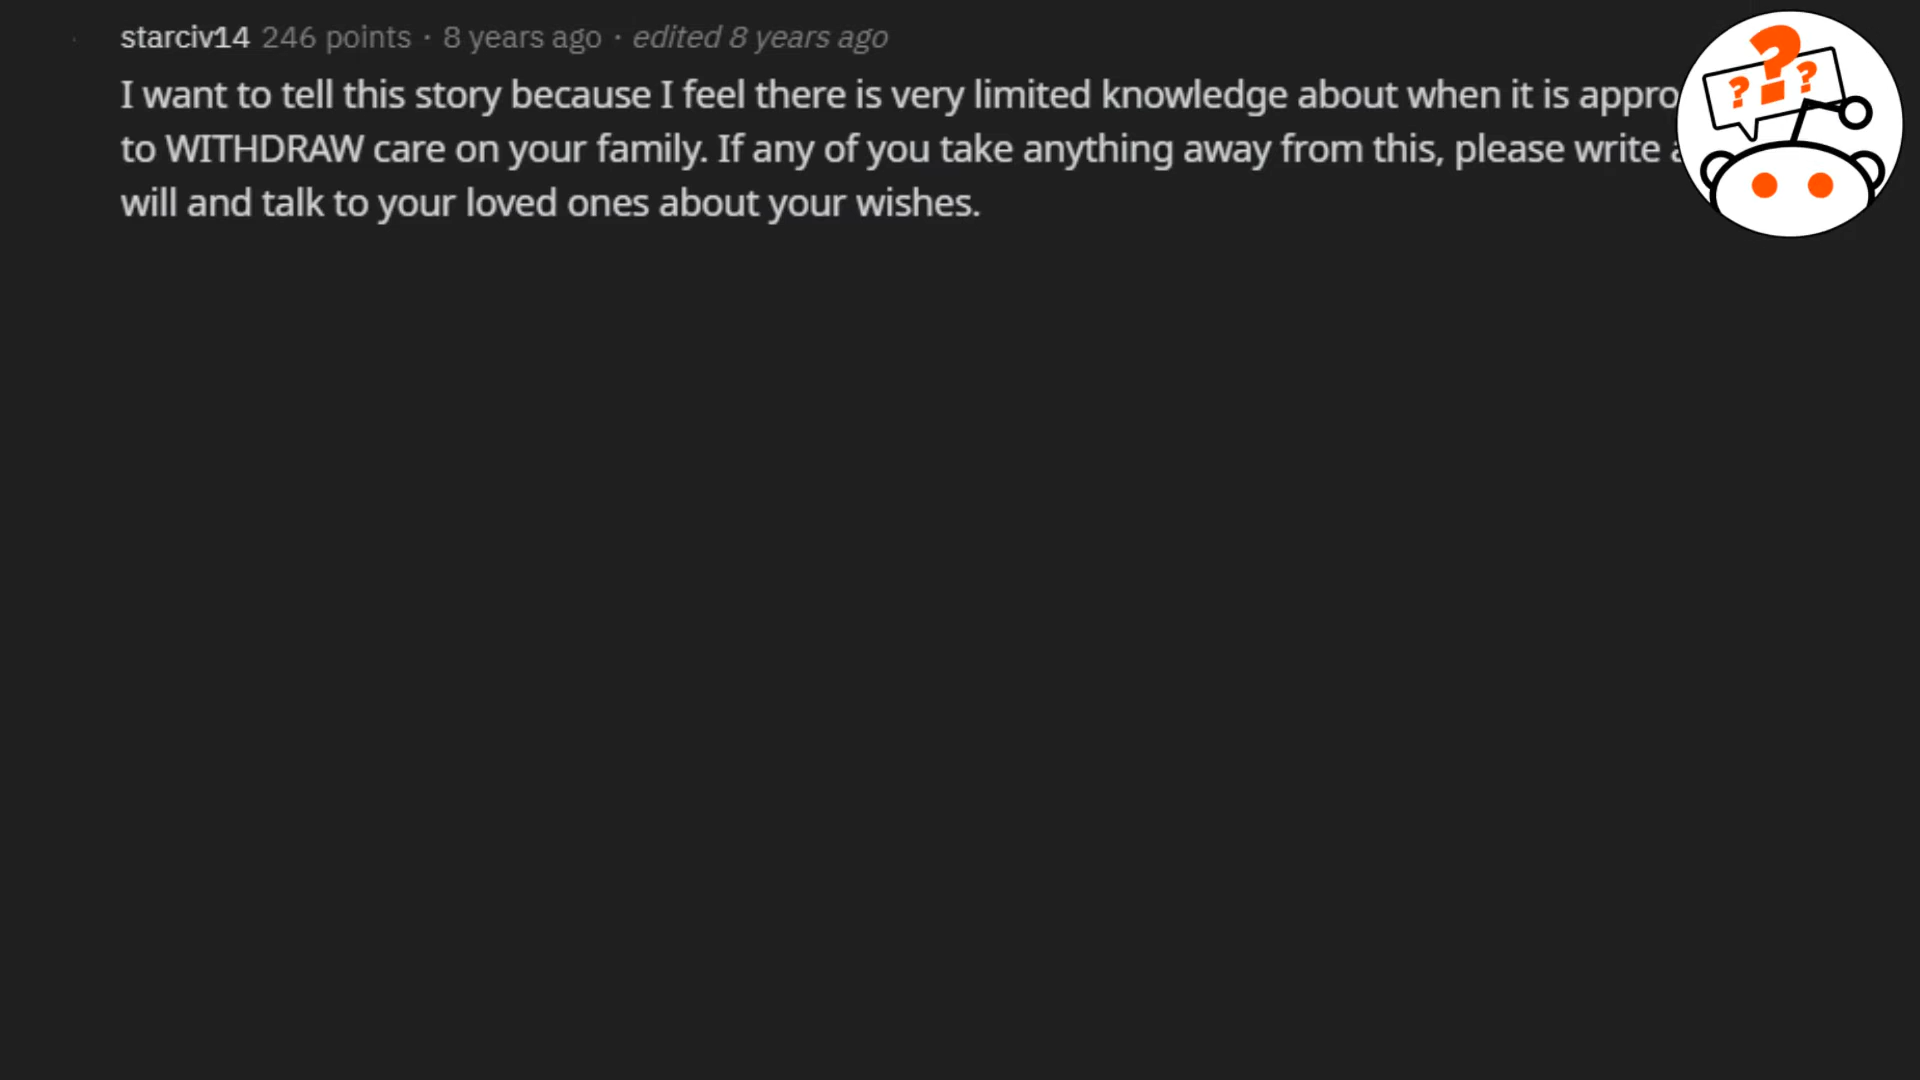 starciv14 246 points · 8 years ago · edited 8 years ago
I want to tell this story because I feel there is very limited knowledge about when it is appro
to WITHDRAW care on your family. If any of you take anything away from this, please write a
will and talk to your loved ones about your wishes.
? ? ?